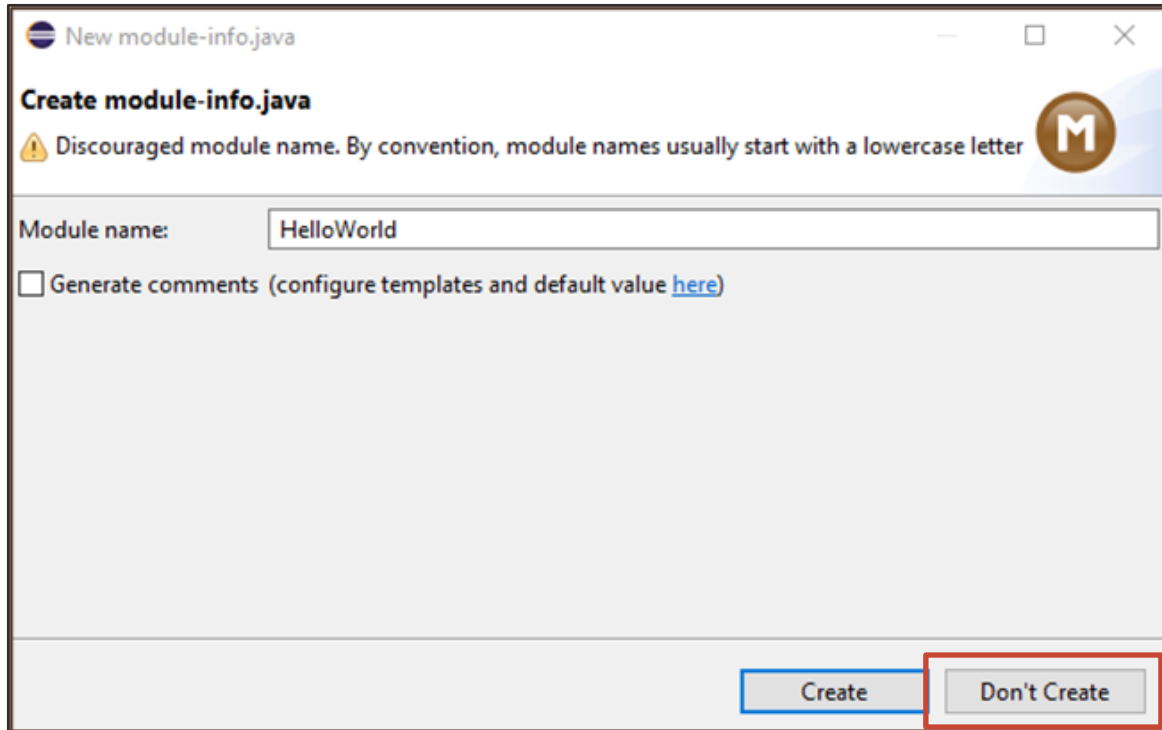 New module-info.java
Create module-info.java
Discouraged module name. By convention, module names usually start with a lowercase letter
M
Module name: HelloWorld
Generate comments (configure templates and default value here)
Create Don't Create